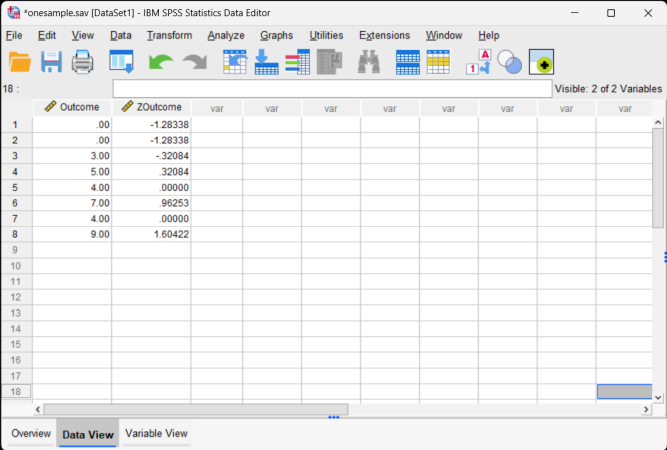 *onesample.sav [DataSet1] - IBM SPSS Statistics Data Editor
File Edit View Data Transform Analyze Graphs Utilities Extensions Window Help
18 : Visible: 2 of 2 Variables
Outcome ZOutcome var var var var var var var var
1 .00 -1.28338
2 .00 -1.28338
3 3.00 -.32084
4 5.00 .32084
5 4.00 .00000
6 7.00 .96253
7 4.00 .00000
8 9.00 1.60422
9
10
11
12
13
14
15
16
17
18
Overview Data View Variable View